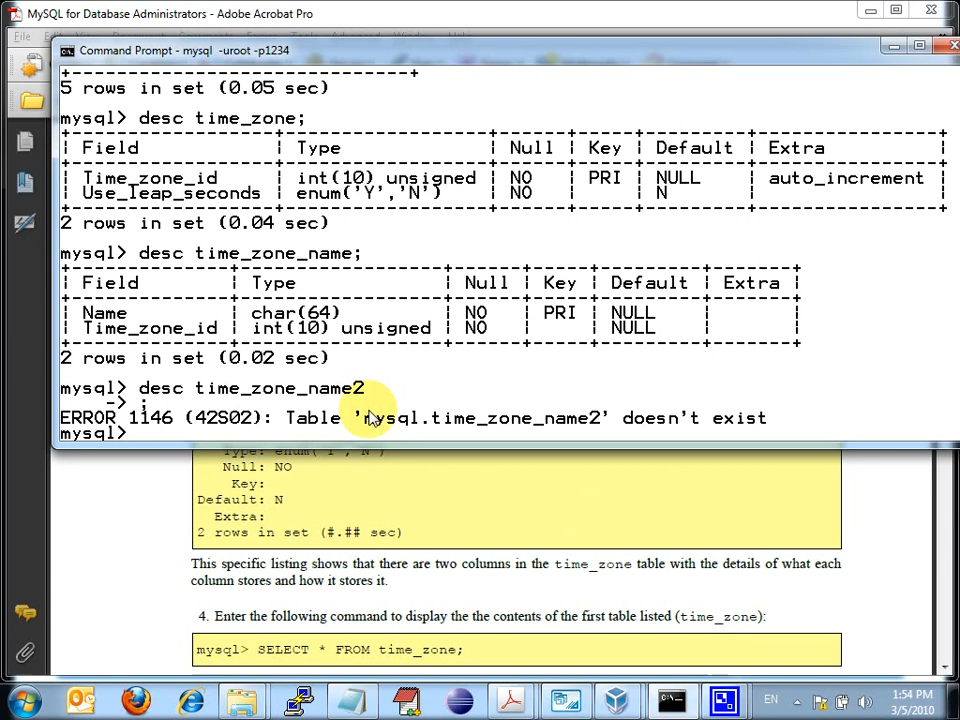 MySQL for Database Administrators - Adobe Acrobat Pro
File
Command Prompt - mysql  -uroot -p1234
+-------------------------------+
5 rows in set (0.05 sec)
mysql> desc time_zone;
+------------------+------------------+------+-----+---------+----------------+
| Field | Type | Null | Key | Default | Extra
+------------------+------------------+------+-----+---------+----------------+
| Time_zone_id | int(10) unsigned | NO | PRI | NULL | auto_increment |
| Use_leap_seconds | enum('Y','N') | NO | | N | |
+------------------+------------------+------+-----+---------+----------------+
2 rows in set (0.04 sec)
mysql> desc time_zone_name;
+--------------+------------------+------+-----+---------+-------+
| Field | Type | Null | Key | Default | Extra |
+--------------+------------------+------+-----+---------+-------+
| Name | char(64) | NO | PRI | NULL | |
| Time_zone_id | int(10) unsigned | NO | | NULL | |
+--------------+------------------+------+-----+---------+-------+
2 rows in set (0.02 sec)
mysql> desc time_zone_name2
-> ;
ERROR 1146 (42S02): Table 'mysql.time_zone_name2' doesn't exist
mysql>
Type: enum('Y','N')
Null: NO
Key:
Default: N
Extra:
2 rows in set (#.## sec)
This specific listing shows that there are two columns in the time_zone table with the details of what each
column stores and how it stores it.
4. Enter the following command to display the the contents of the first table listed (time_zone):
mysql> SELECT * FROM time_zone;
EN
1:54 PM
3/5/2010